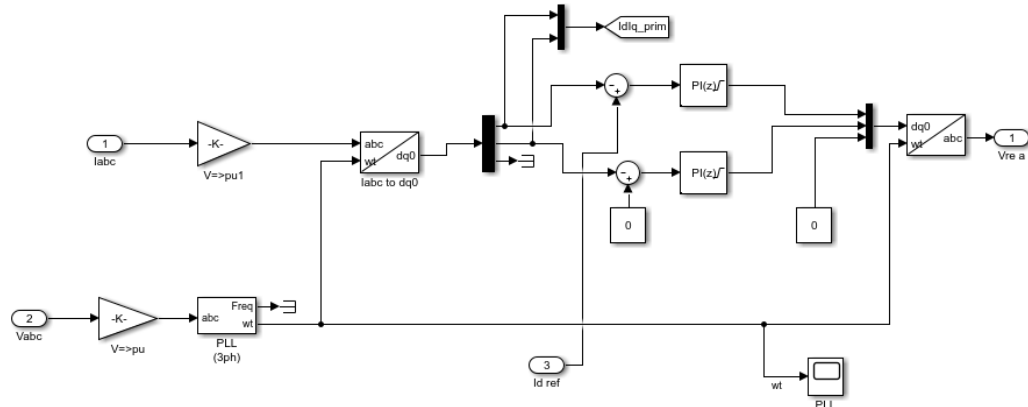 IdIq_prim
PI(z)
1
Iabc
-K-
V=>pu1
abc
wt
dq0
Iabc to dq0
PI(z)
0
0
dq0
wt
abc
1
Vre a
2
Vabc
-K-
V=>pu
abc
Freq
wt
PLL
(3ph)
3
Id ref
wt
PLL